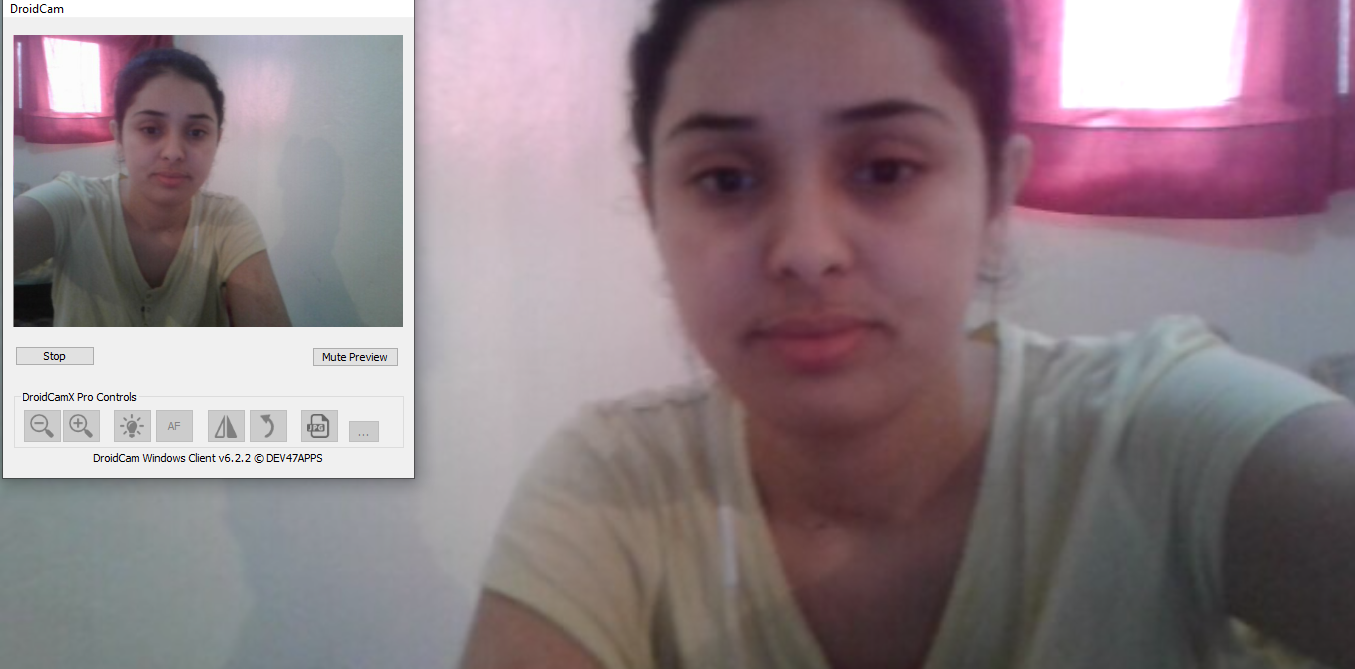 DroidCam
Stop
Mute Preview
DroidCamX Pro Controls
AF
JPG
...
DroidCam Windows Client v6.2.2 © DEV47APPS